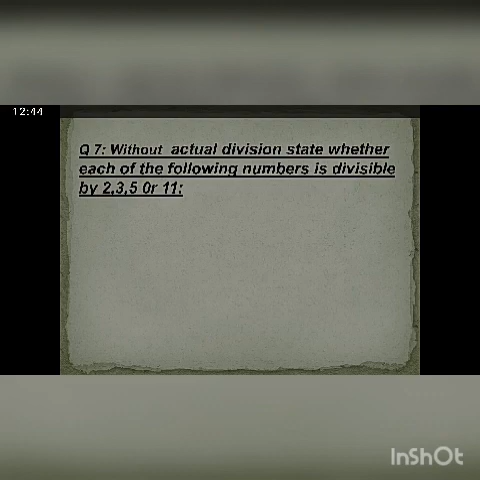 12:44
Q 7: Without actual division state whether
each of the following numbers is divisible
by 2,3,5 0r 11:
InShOt